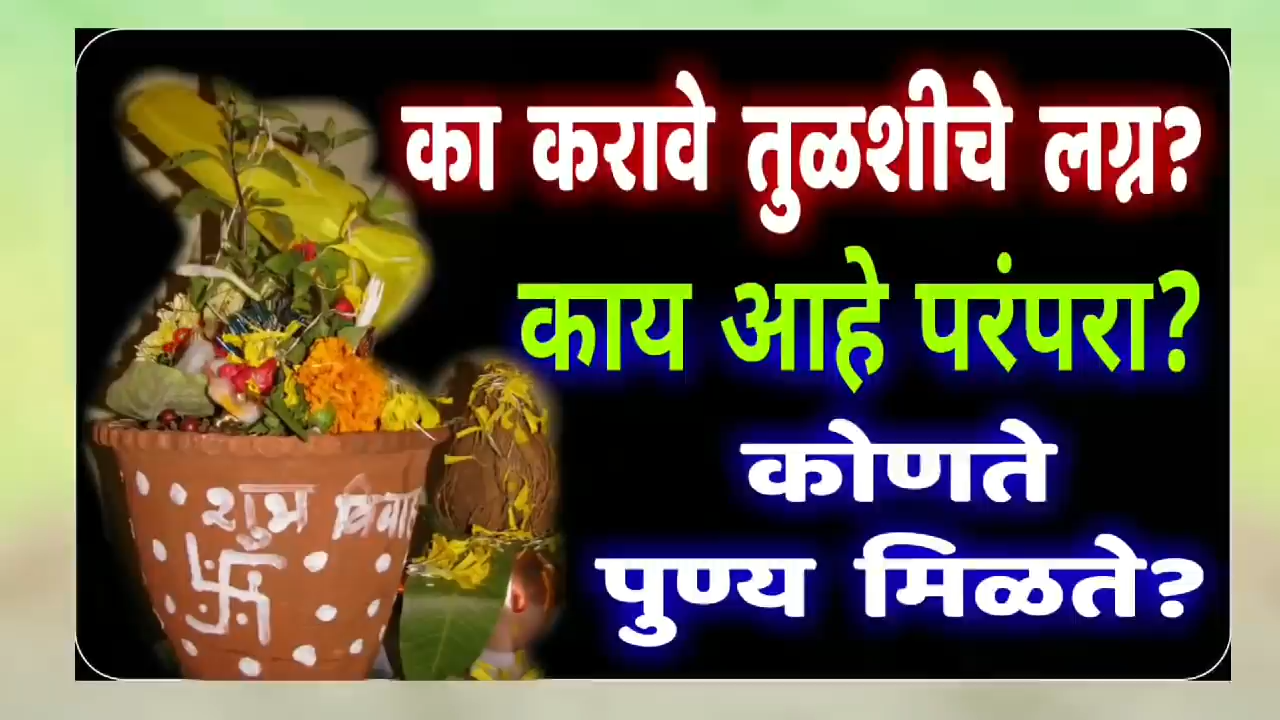 का करावे तुळशीचे लग्न?
काय आहे परंपरा?
कोणते
पुण्य मिळते?
शुभ विवाह